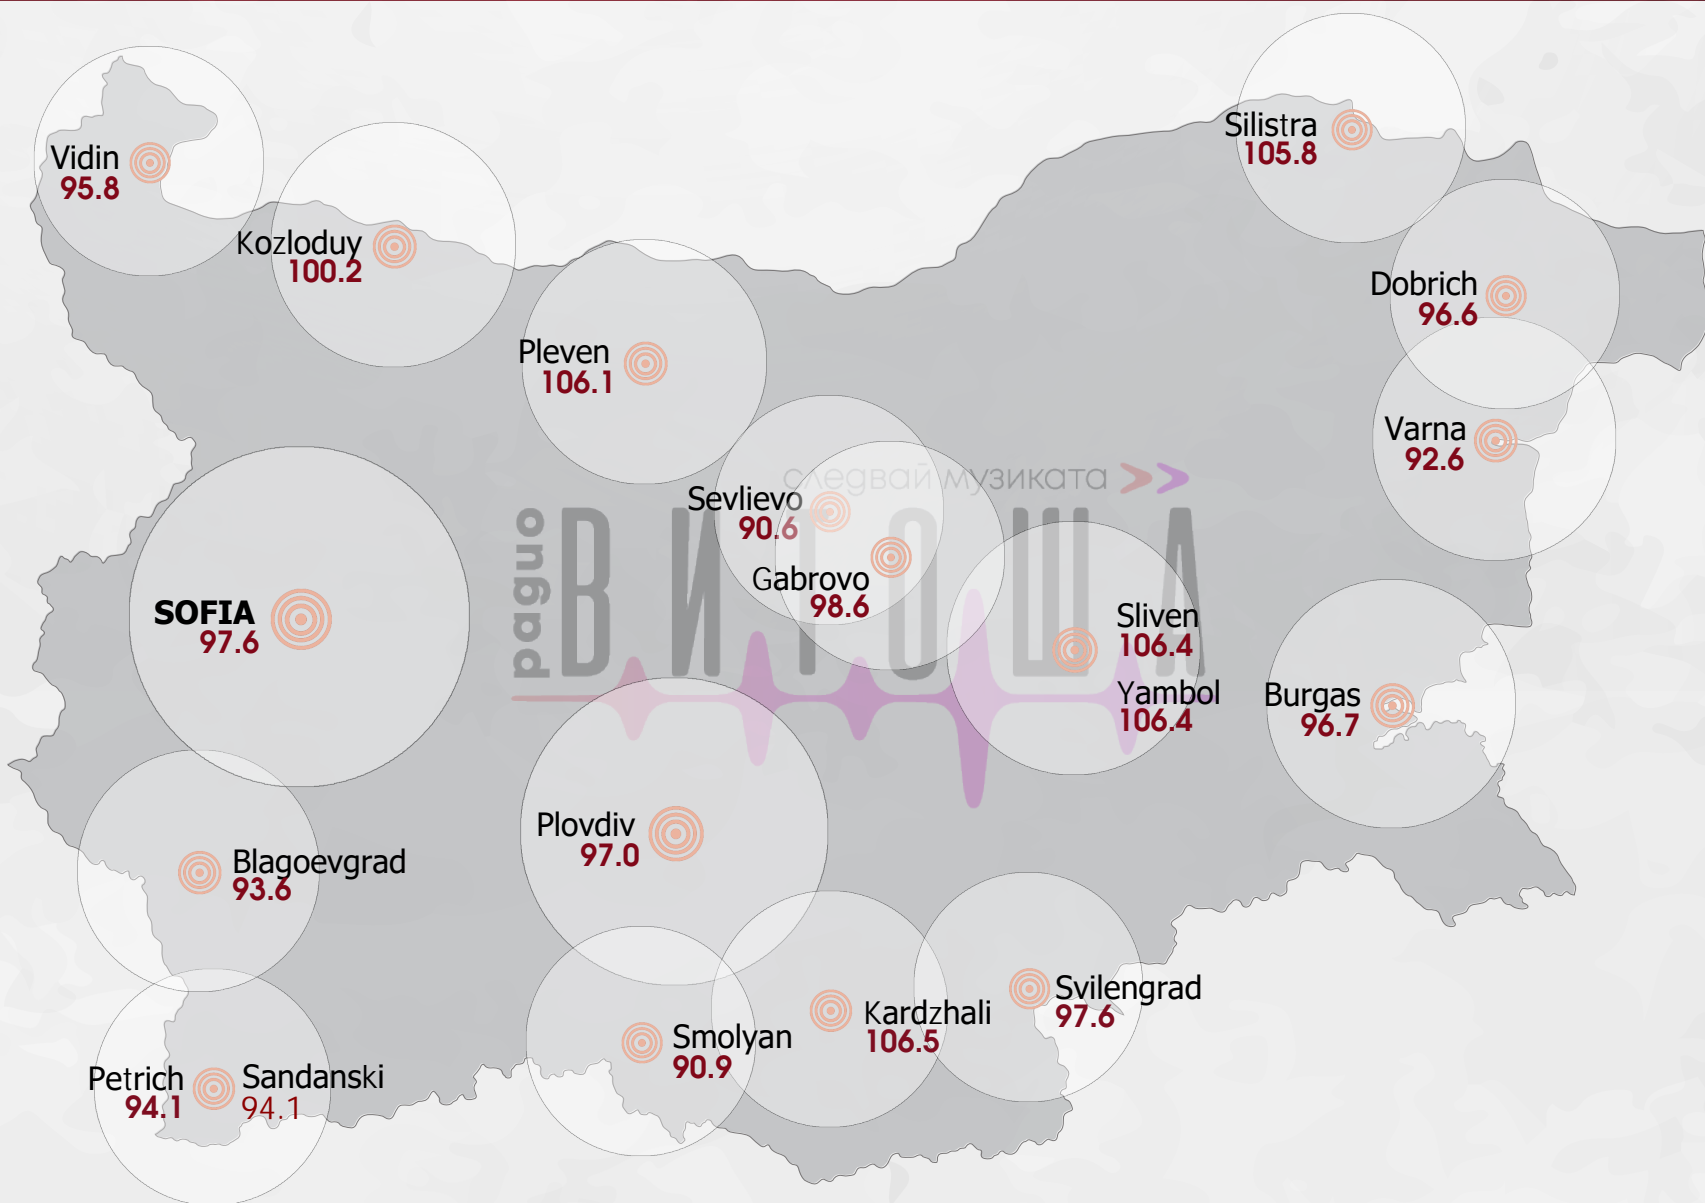 Silistra
105.8
Vidin
95.8
Kozloduy
100.2
Dobrich
96.6
Pleven
106.1
Varna
92.6
следвай музиката
Sevlievo
90.6
радио
ВИТОША
Gabrovo
98.6
SOFIA
97.6
Sliven
106.4
Yambol
106.4
Burgas
96.7
Plovdiv
97.0
Blagoevgrad
93.6
Svilengrad
97.6
Kardzhali
106.5
Smolyan
90.9
Petrich
94.1
Sandanski
94.1